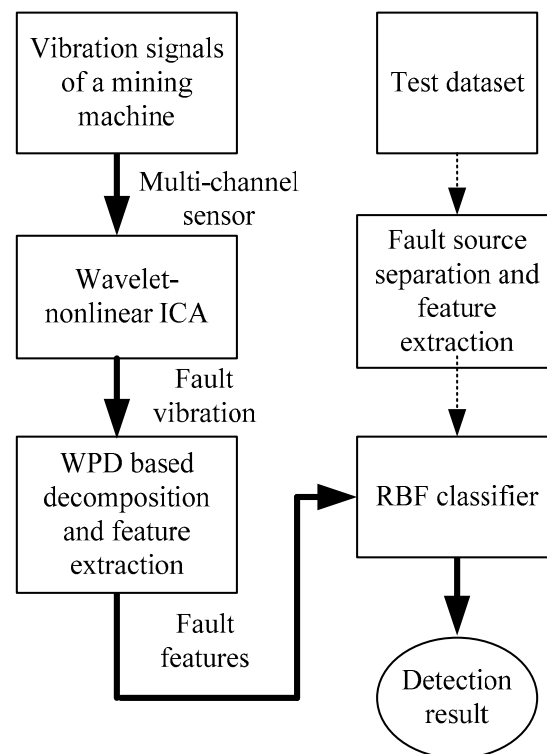 Vibration signals
of a mining
machine
Multi-channel
sensor
Wavelet-
nonlinear ICA
Fault
vibration
WPD based
decomposition
and feature
extraction
Fault
features
Test dataset
Fault source
separation and
feature
extraction
RBF classifier
Detection
result